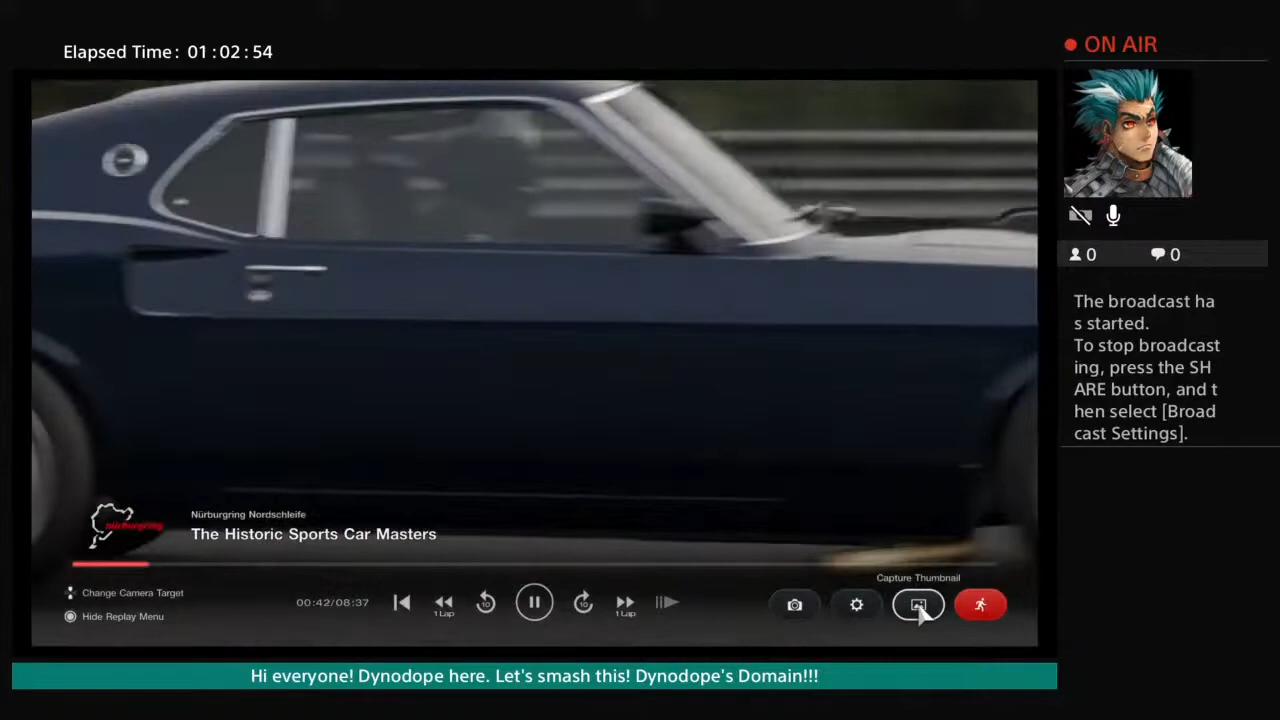 Elapsed Time: 01:02:54
ON AIR
0
0
The broadcast ha
s started.
To stop broadcast
ing, press the SH
ARE button, and t
hen select [Broad
cast Settings].
Nürburgring Nordschleife
nürburgring
The Historic Sports Car Masters
Capture Thumbnail
Change Camera Target
00:42/08:37
1 Lap
10
10
1 Lap
Hide Replay Menu
Hi everyone! Dynodope here. Let's smash this! Dynodope's Domain!!!